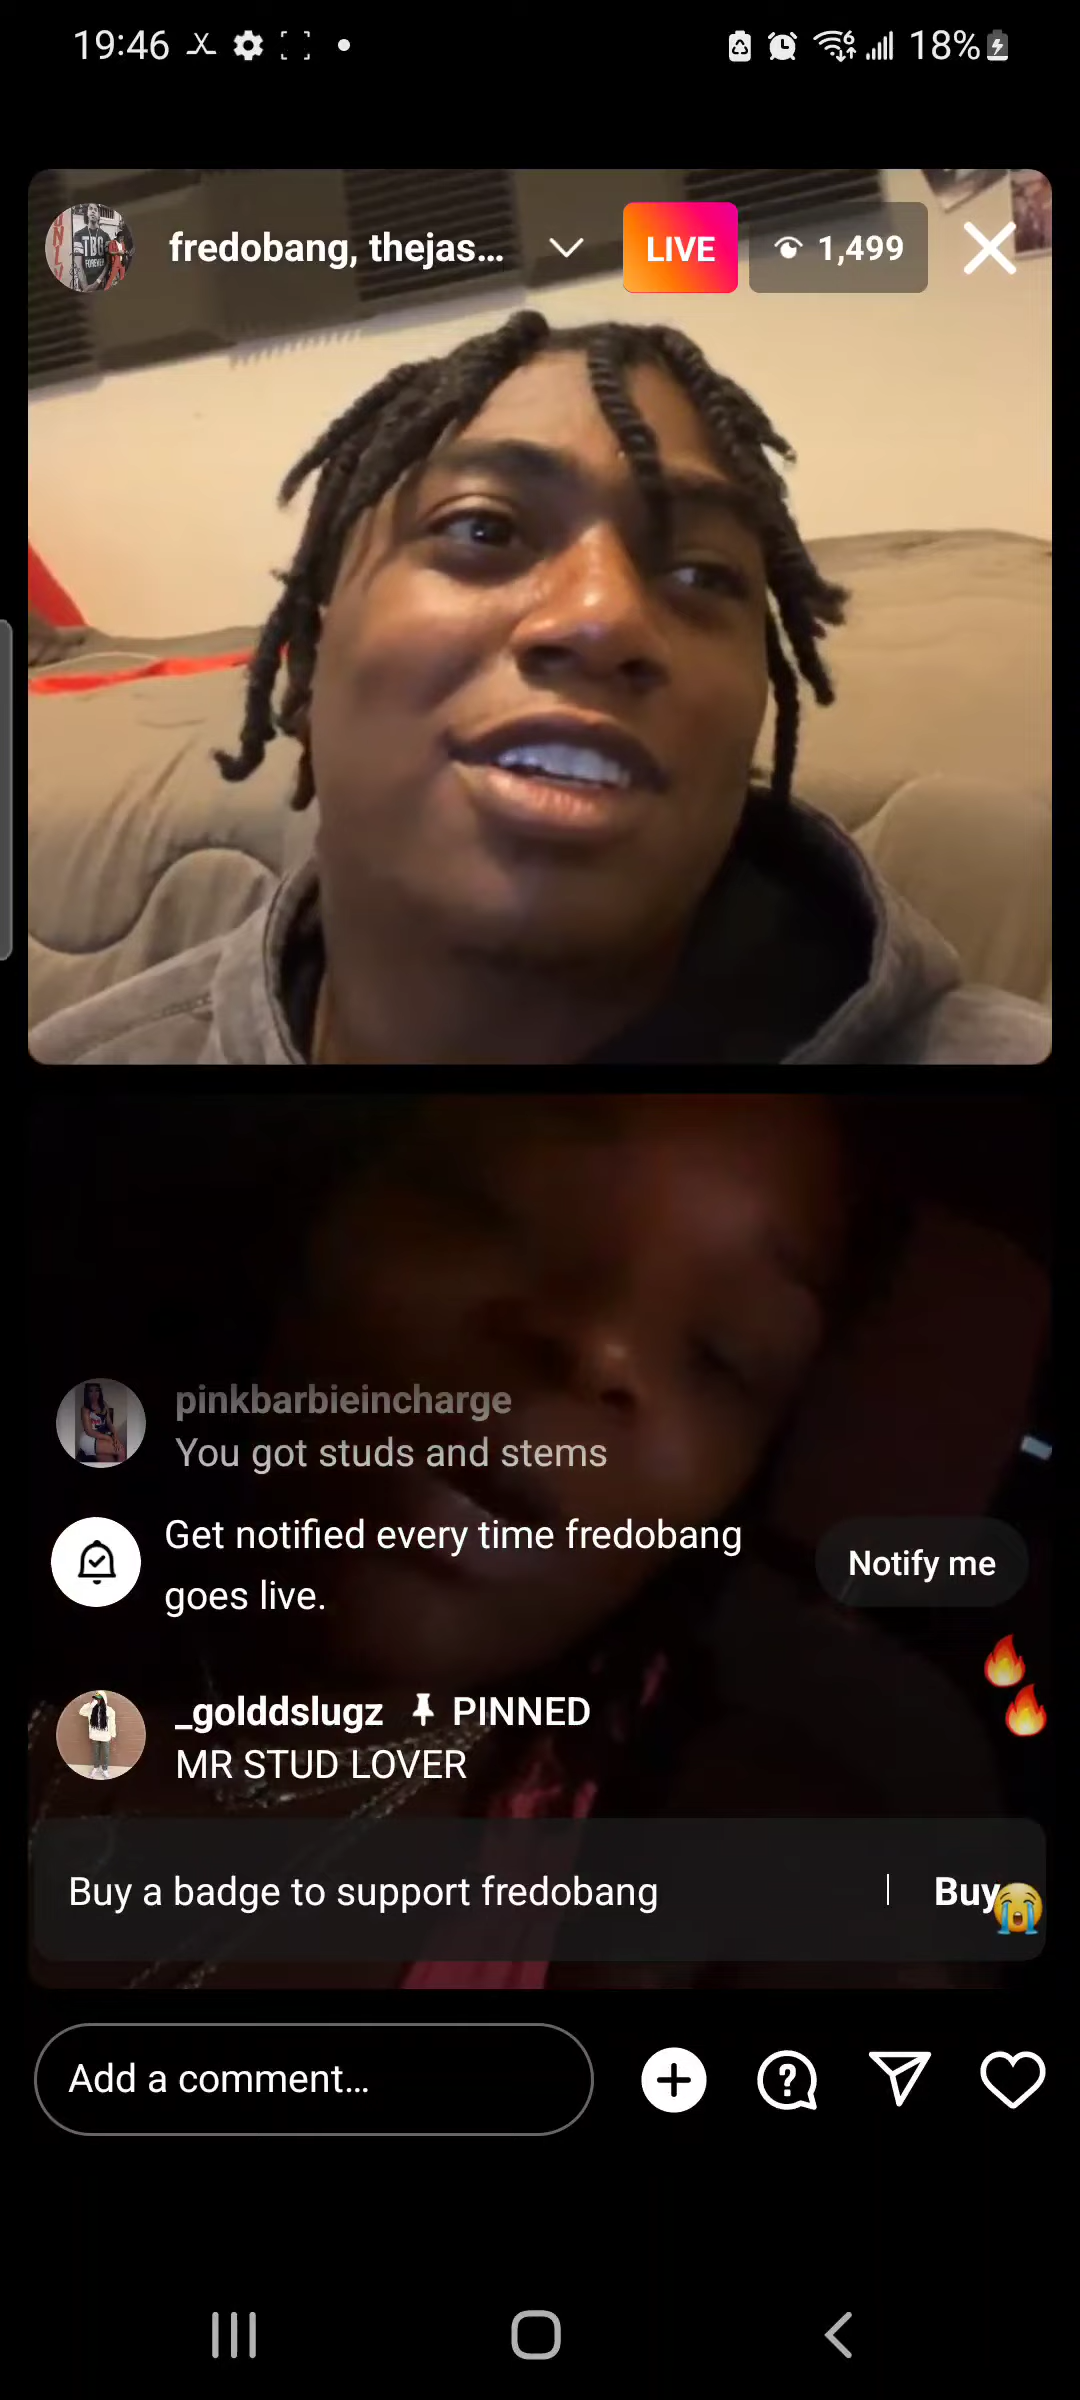 19:46
18%
fredobang, thejas...
LIVE
1,499
pinkbarbieincharge
You got studs and stems
Get notified every time fredobang
goes live.
Notify me
_golddslugz PINNED
MR STUD LOVER
Buy a badge to support fredobang
Buy
Add a comment...